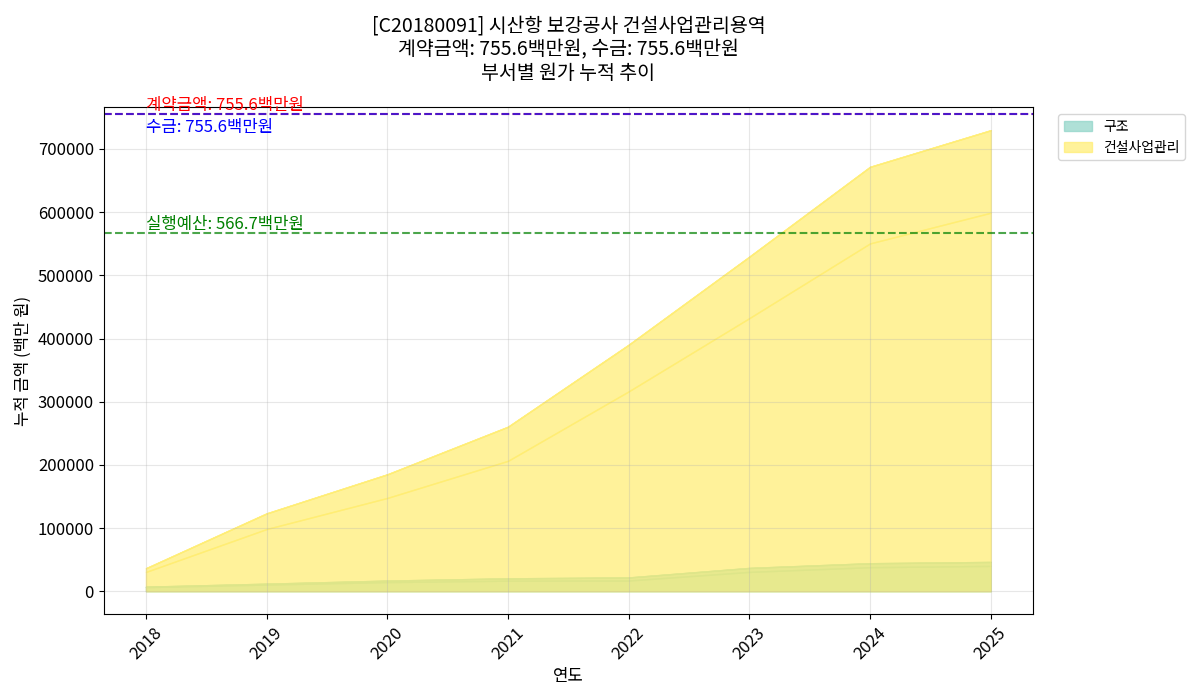 [C20180091] 시산항 보강공사 건설사업관리용역
계약금액: 755.6백만원, 수금: 755.6백만원
부서별 원가 누적 추이
계약금액: 755.6백만원
수금: 755.6백만원
실행예산: 566.7백만원
구조
건설사업관리
누적 금액 (백만 원)
700000
600000
500000
400000
300000
200000
100000
0
2018
2019
2020
2021
2022
2023
2024
2025
연도